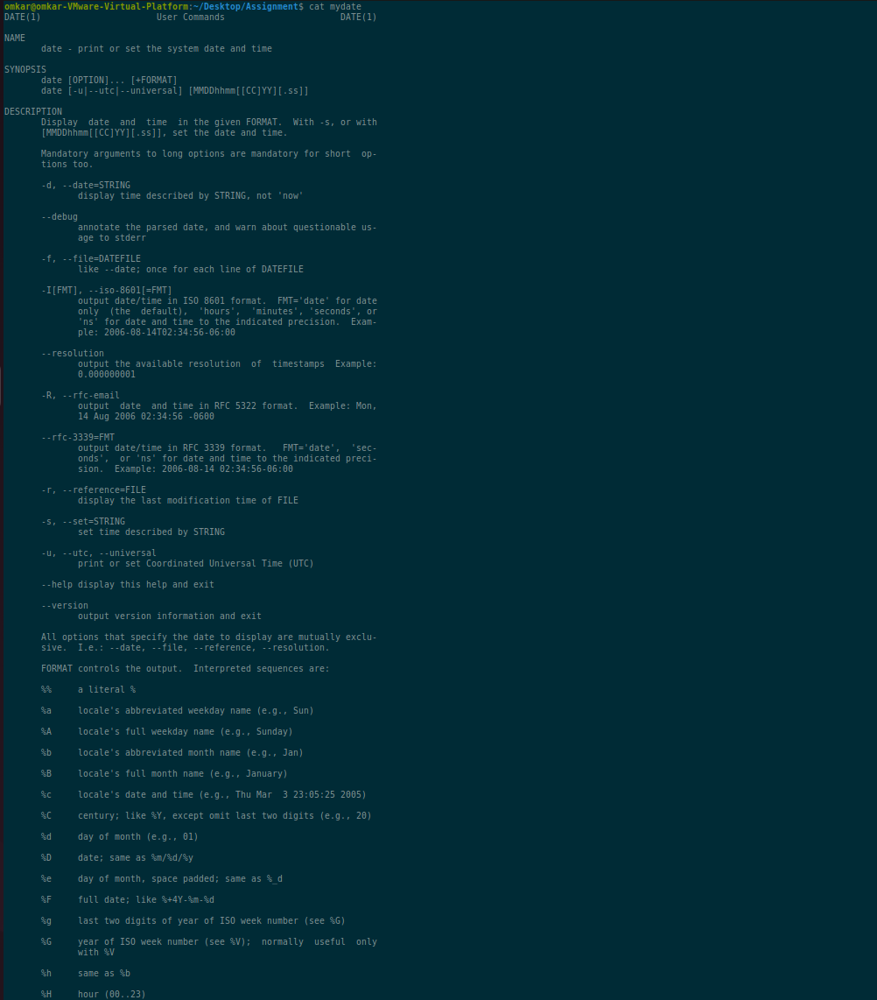 omkar@omkar-VMware-Virtual-Platform:~/Desktop/Assignment$ cat mydate
DATE(1)                      User Commands                      DATE(1)

NAME
       date - print or set the system date and time

SYNOPSIS
       date [OPTION]... [+FORMAT]
       date [-u|--utc|--universal] [MMDDhhmm[[CC]YY][.ss]]

DESCRIPTION
       Display  date  and  time  in the given FORMAT.  With -s, or with
       [MMDDhhmm[[CC]YY][.ss]], set the date and time.

       Mandatory arguments to long options are mandatory for short  op-
       tions too.

       -d, --date=STRING
              display time described by STRING, not 'now'

       --debug
              annotate the parsed date, and warn about questionable us-
              age to stderr

       -f, --file=DATEFILE
              like --date; once for each line of DATEFILE

       -I[FMT], --iso-8601[=FMT]
              output date/time in ISO 8601 format.  FMT='date' for date
              only  (the  default),  'hours',  'minutes', 'seconds', or
              'ns' for date and time to the indicated precision.  Exam-
              ple: 2006-08-14T02:34:56-06:00

       --resolution
              output the available resolution  of  timestamps  Example:
              0.000000001

       -R, --rfc-email
              output  date  and time in RFC 5322 format.  Example: Mon,
              14 Aug 2006 02:34:56 -0600

       --rfc-3339=FMT
              output date/time in RFC 3339 format.   FMT='date',  'sec-
              onds',  or 'ns' for date and time to the indicated preci-
              sion.  Example: 2006-08-14 02:34:56-06:00

       -r, --reference=FILE
              display the last modification time of FILE

       -s, --set=STRING
              set time described by STRING

       -u, --utc, --universal
              print or set Coordinated Universal Time (UTC)

       --help display this help and exit

       --version
              output version information and exit

       All options that specify the date to display are mutually exclu-
       sive.  I.e.: --date, --file, --reference, --resolution.

       FORMAT controls the output.  Interpreted sequences are:

       %%     a literal %

       %a     locale's abbreviated weekday name (e.g., Sun)

       %A     locale's full weekday name (e.g., Sunday)

       %b     locale's abbreviated month name (e.g., Jan)

       %B     locale's full month name (e.g., January)

       %c     locale's date and time (e.g., Thu Mar  3 23:05:25 2005)

       %C     century; like %Y, except omit last two digits (e.g., 20)

       %d     day of month (e.g., 01)

       %D     date; same as %m/%d/%y

       %e     day of month, space padded; same as %_d

       %F     full date; like %+4Y-%m-%d

       %g     last two digits of year of ISO week number (see %G)

       %G     year of ISO week number (see %V);  normally  useful  only
              with %V

       %h     same as %b

       %H     hour (00..23)